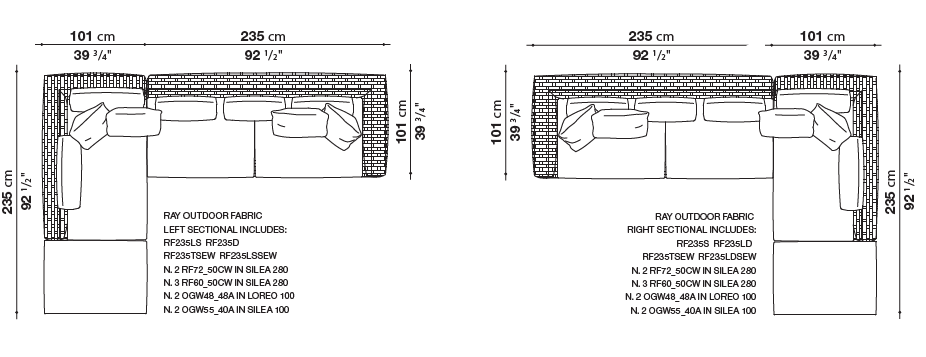 101 cm
39 3/4"
235 cm
92 1/2"
101 cm
39 3/4"
235 cm
92 1/2"
RAY OUTDOOR FABRIC
LEFT SECTIONAL INCLUDES:
RF235LS RF235D
RF235TSEW RF235LSSEW
N. 2 RF72_50CW IN SILEA 280
N. 3 RF60_50CW IN SILEA 280
N. 2 OGW48_48A IN LOREO 100
N. 2 OGW55_40A IN SILEA 100
235 cm
92 1/2"
101 cm
39 3/4"
101 cm
39 3/4"
235 cm
92 1/2"
RAY OUTDOOR FABRIC
RIGHT SECTIONAL INCLUDES:
RF235S RF235LD
RF235TSEW RF235LDSEW
N. 2 RF72_50CW IN SILEA 280
N. 3 RF60_50CW IN SILEA 280
N. 2 OGW48_48A IN LOREO 100
N. 2 OGW55_40A IN SILEA 100